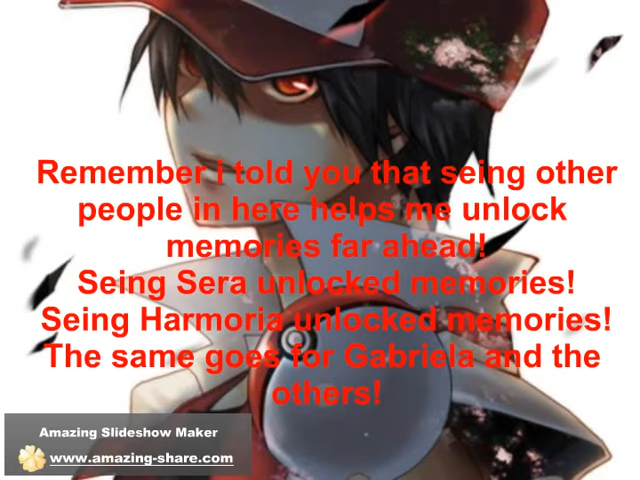 Remember i told you that seing other
people in here helps me unlock
memories far ahead!
Seing Sera unlocked memories!
Seing Harmoria unlocked memories!
The same goes for Gabriela and the
others!
Amazing Slideshow Maker
www.amazing-share.com